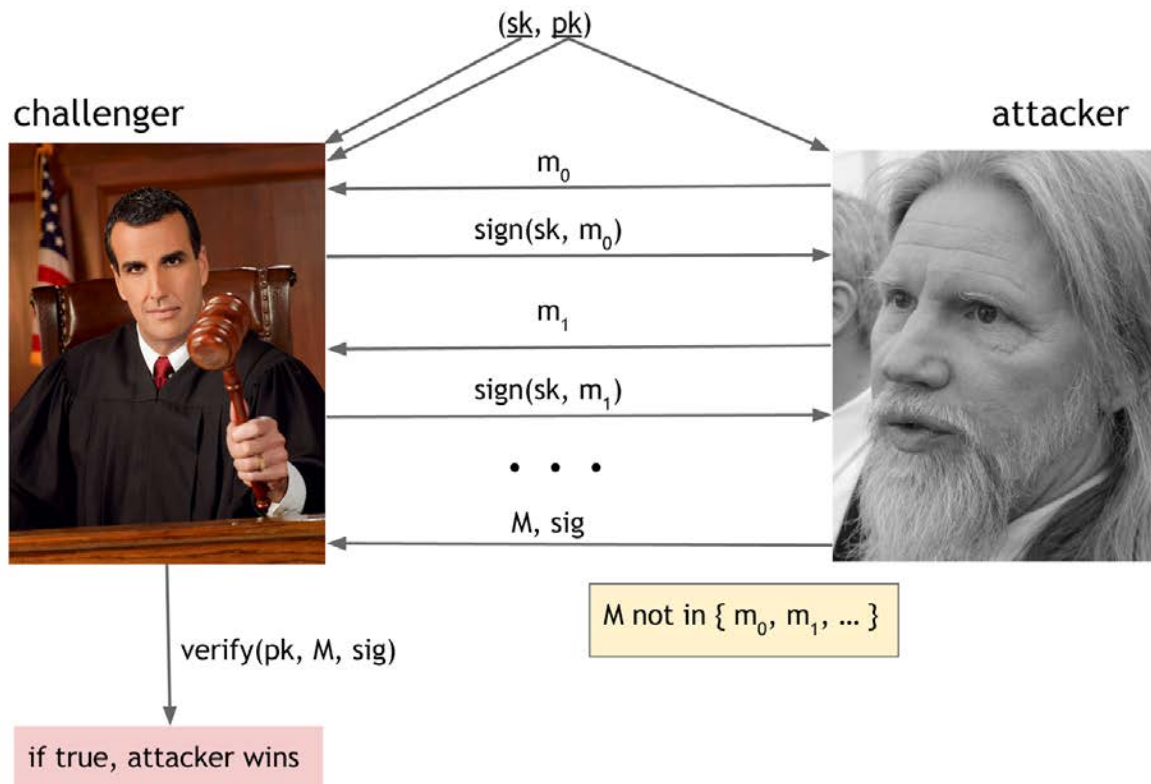 (sk, pk)
challenger
attacker
m₀
sign(sk, m₀)
m₁
sign(sk, m₁)
• • •
M, sig
M not in { m₀, m₁, … }
verify(pk, M, sig)
if true, attacker wins